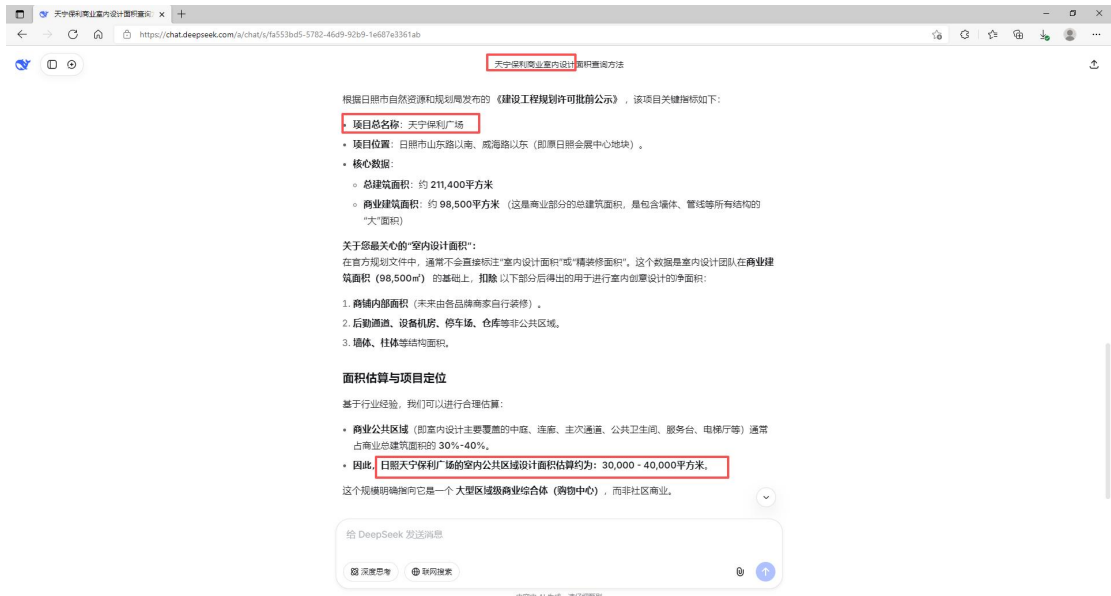 天宁保利商业室内设计面积查询
https://chat.deepseek.com/a/chat/s/fa553bd5-5782-46d9-92b9-1e687e3361ab
天宁保利商业室内设计面积查询方法
根据日照市自然资源和规划局发布的《建设工程规划许可批前公示》，该项目关键指标如下：
• 项目总名称：天宁保利广场
• 项目位置：日照市山东路以南、威海路以东（即原日照会展中心地块）。
• 核心数据：
◦ 总建筑面积：约 211,400平方米
◦ 商业建筑面积：约 98,500平方米 （这是商业部分的总建筑面积，是包含墙体、管线等所有结构的
“大”面积）
关于您最关心的“室内设计面积”：
在官方规划文件中，通常不会直接标注“室内设计面积”或“精装修面积”。这个数据是室内设计团队在商业建
筑面积（98,500㎡） 的基础上，扣除 以下部分后得出的用于进行室内创意设计的净面积：
1. 商铺内部面积（未来由各品牌商家自行装修）。
2. 后勤通道、设备机房、停车场、仓库等非公共区域。
3. 墙体、柱体等结构面积。
面积估算与项目定位
基于行业经验，我们可以进行合理估算：
• 商业公共区域（即室内设计主要覆盖的中庭、连廊、主次通道、公共卫生间、服务台、电梯厅等）通常
占商业总建筑面积的 30%-40%。
• 因此，日照天宁保利广场的室内公共区域设计面积估算约为：30,000 - 40,000平方米。
这个规模明确指向它是一个 大型区域级商业综合体（购物中心） ，而非社区商业。
给 DeepSeek 发送消息
深度思考 联网搜索